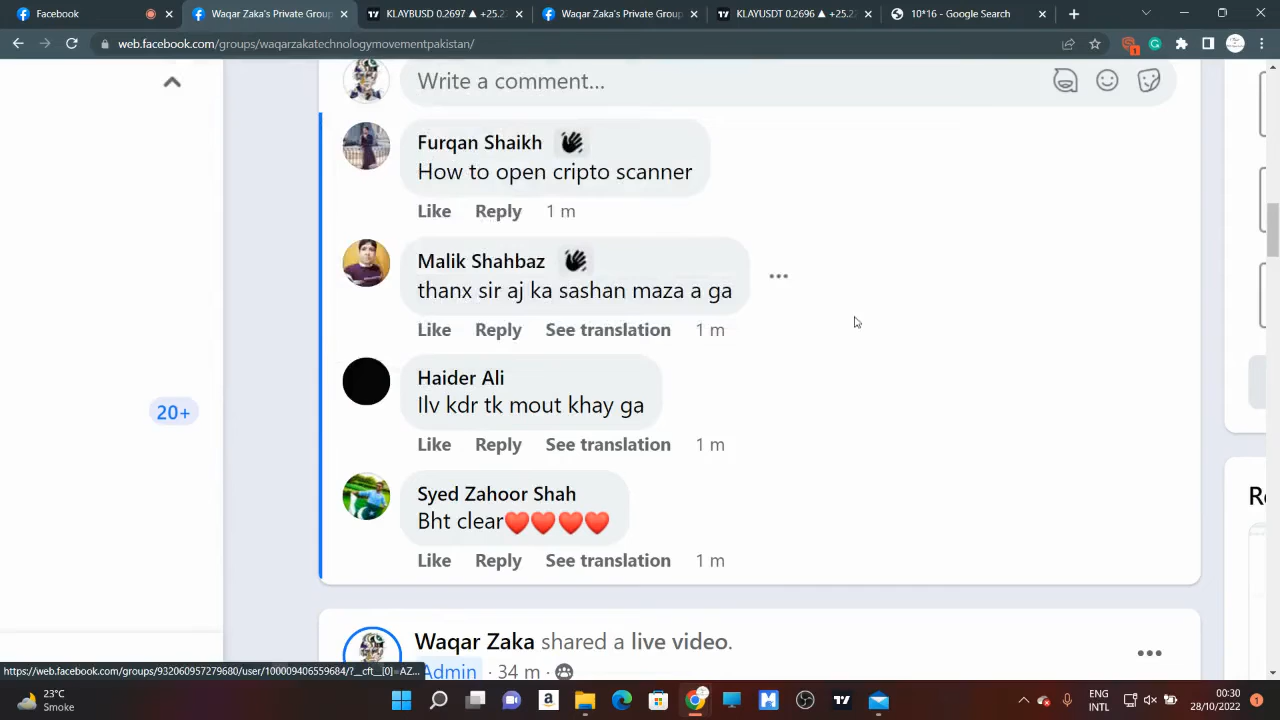 Facebook
Waqar Zaka's Private Group
KLAYBUSD 0.2697 ▲ +25.2
Waqar Zaka's Private Group
KLAYUSDT 0.2696 ▲ +25.22
10*16 - Google Search
web.facebook.com/groups/waqarzakatechnologymovementpakistan/
1
Write a comment...
Furqan Shaikh
How to open cripto scanner
Like Reply 1 m
Malik Shahbaz
thanx sir aj ka sashan maza a ga
Like Reply See translation 1 m
Haider Ali
Ilv kdr tk mout khay ga
20+
Like Reply See translation 1 m
Syed Zahoor Shah
Bht clear❤❤❤❤
Like Reply See translation 1 m
Waqar Zaka shared a live video.
Admin · 34 m ·
https://web.facebook.com/groups/932060957279680/user/100009406559684/?__cft__[0]=AZ...
23°C
Smoke
ENG
INTL
00:30
28/10/2022
1